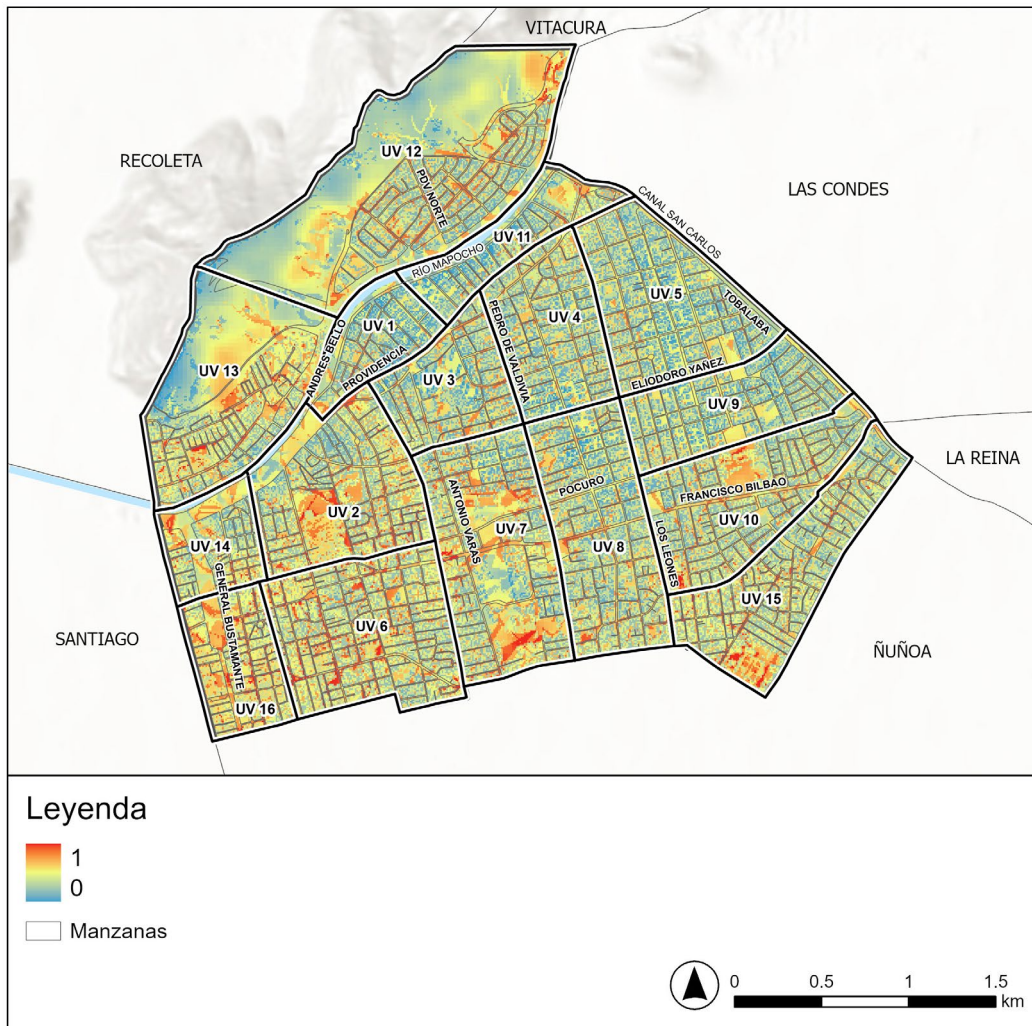 VITACURA
RECOLETA
UV 12
PDV NORTE
LAS CONDES
CANAL SAN CARLOS
UV 11
RÍO MAPOCHO
UV 5
TOBALABA
UV 4
PEDRO DE VALDIVIA
UV 1
ANDRES BELLO
PROVIDENCIA
UV 13
UV 3
ELIODORO YAÑEZ
UV 9
LA REINA
POCURO
FRANCISCO BILBAO
ANTONIO VARAS
UV 2
UV 7
UV 10
UV 14
UV 8
LOS LEONES
GENERAL BUSTAMANTE
UV 15
SANTIAGO
UV 6
ÑUÑOA
UV 16
Leyenda
1
0
Manzanas
0 0.5 1 1.5
km